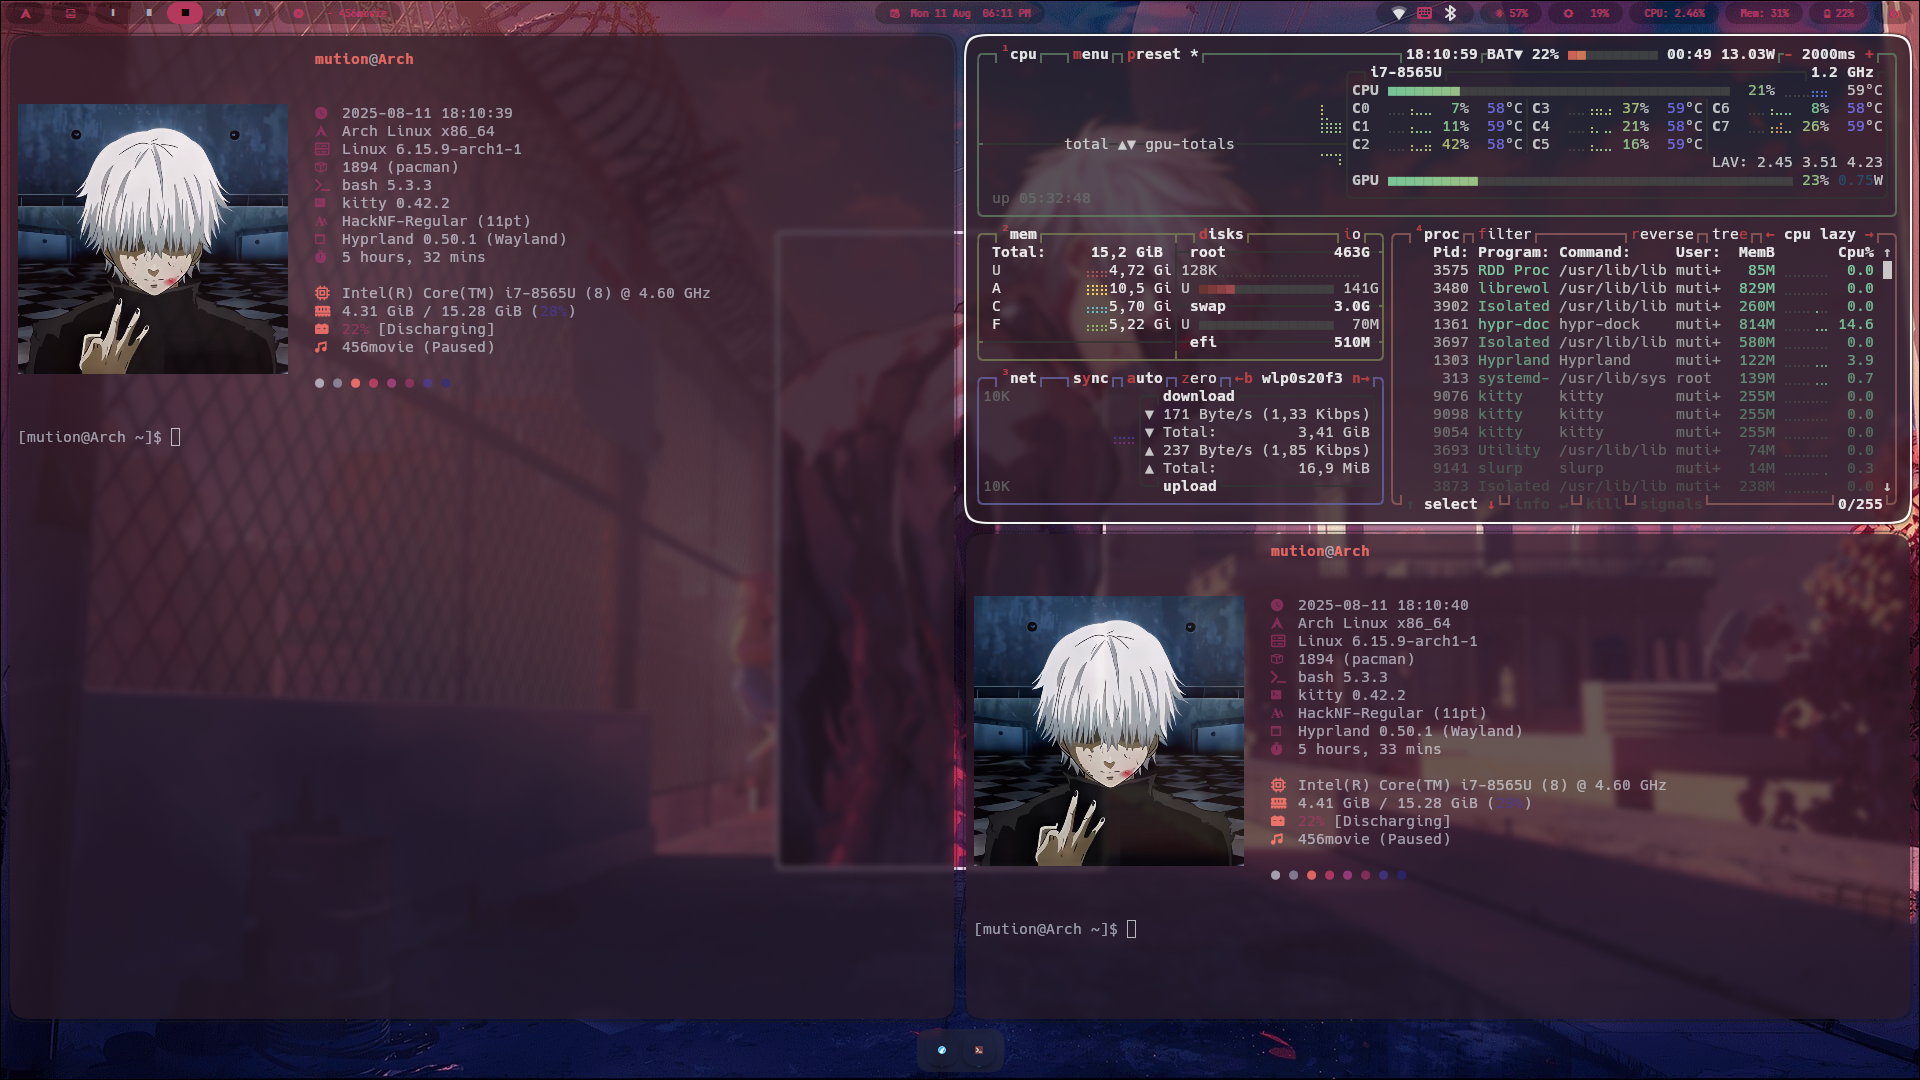 I II IV V 456movie
Mon 11 Aug 06:11 PM
57% 19% CPU: 2.46% Mem: 31% 22%
mution@Arch
2025-08-11 18:10:39
Arch Linux x86_64
Linux 6.15.9-arch1-1
1894 (pacman)
bash 5.3.3
kitty 0.42.2
HackNF-Regular (11pt)
Hyprland 0.50.1 (Wayland)
5 hours, 32 mins
Intel(R) Core(TM) i7-8565U (8) @ 4.60 GHz
4.31 GiB / 15.28 GiB (28%)
22% [Discharging]
456movie (Paused)
[mution@Arch ~]$
1 cpu menu preset * 18:10:59 BAT▼ 22% 00:49 13.03W - 2000ms +
i7-8565U 1.2 GHz
CPU 21% 59°C
C0 7% 58°C C3 37% 59°C C6 8% 58°C
C1 11% 59°C C4 21% 58°C C7 26% 59°C
C2 42% 58°C C5 16% 59°C
total ▲▼ gpu-totals
LAV: 2.45 3.51 4.23
GPU 23% 0.75W
up 05:32:48
2 mem disks io
Total: 15,2 GiB root 463G
U 4,72 Gi 128K
A 10,5 Gi U 141G
C 5,70 Gi swap 3.0G
F 5,22 Gi U 70M
efi 510M
3 net sync auto zero ←b wlp0s20f3 n→
10K download
▼ 171 Byte/s (1,33 Kibps)
▼ Total: 3,41 GiB
▲ 237 Byte/s (1,85 Kibps)
▲ Total: 16,9 MiB
10K upload
4 proc filter reverse tree ← cpu lazy →
Pid: Program: Command: User: MemB Cpu% ↑
3575 RDD Proc /usr/lib/lib muti+ 85M 0.0
3480 librewol /usr/lib/lib muti+ 829M 0.0
3902 Isolated /usr/lib/lib muti+ 260M 0.0
1361 hypr-doc hypr-dock muti+ 814M 14.6
3697 Isolated /usr/lib/lib muti+ 580M 0.0
1303 Hyprland Hyprland muti+ 122M 3.9
313 systemd- /usr/lib/sys root 139M 0.7
9076 kitty kitty muti+ 255M 0.0
9098 kitty kitty muti+ 255M 0.0
9054 kitty kitty muti+ 255M 0.0
3693 Utility /usr/lib/lib muti+ 74M 0.0
9141 slurp slurp muti+ 14M 0.3
3873 Isolated /usr/lib/lib muti+ 238M 0.0 ↓
↑ select ↓ info ↵ kill signals 0/255
mution@Arch
2025-08-11 18:10:40
Arch Linux x86_64
Linux 6.15.9-arch1-1
1894 (pacman)
bash 5.3.3
kitty 0.42.2
HackNF-Regular (11pt)
Hyprland 0.50.1 (Wayland)
5 hours, 33 mins
Intel(R) Core(TM) i7-8565U (8) @ 4.60 GHz
4.41 GiB / 15.28 GiB
22% [Discharging]
456movie (Paused)
[mution@Arch ~]$